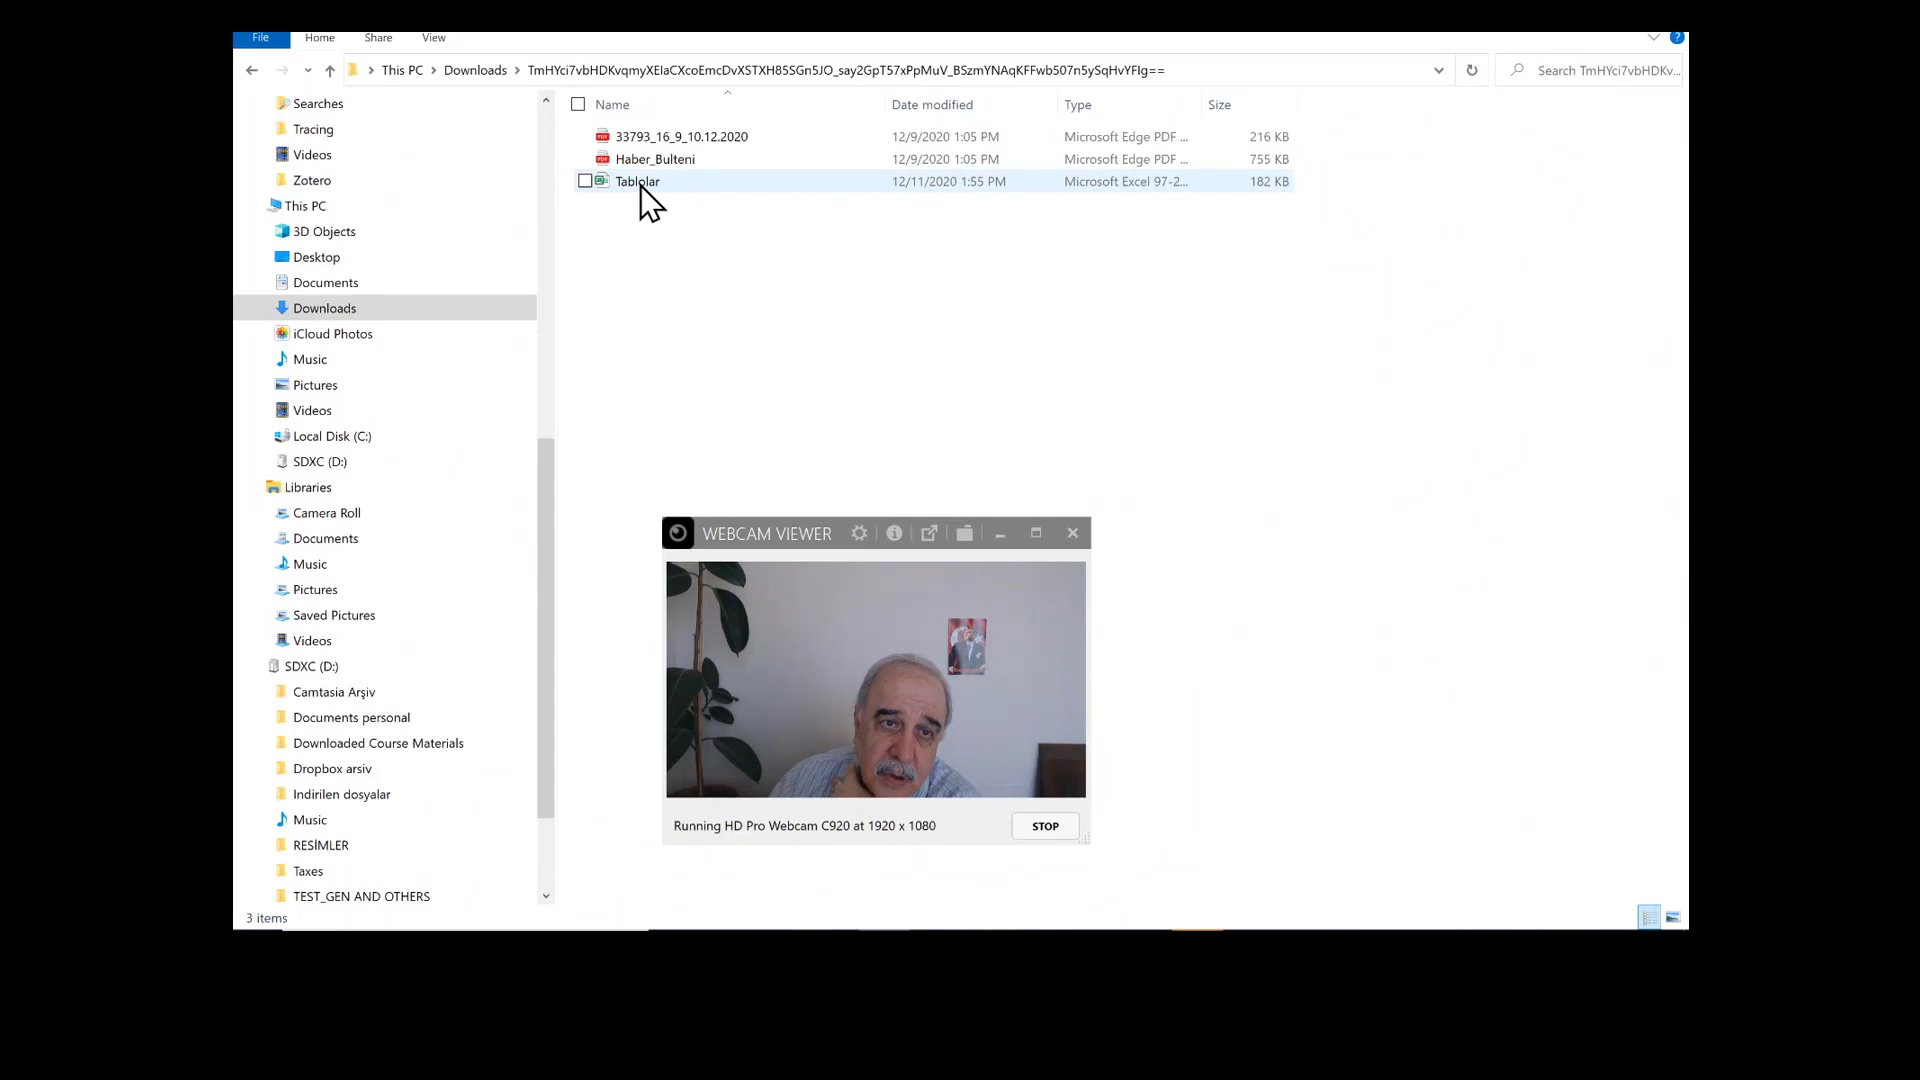 File Home Share View
This PC Downloads TmHYci7vbHDKvqmyXElaCXcoEmcDvXSTXH85SGn5JO_say2GpT57xPpMuV_BSzmYNAqKFFwb507n5ySqHvYFIg== Search TmHYci7vbHDKv...
Name Date modified Type Size
33793_16_9_10.12.2020 12/9/2020 1:05 PM Microsoft Edge PDF ... 216 KB
Haber_Bulteni 12/9/2020 1:05 PM Microsoft Edge PDF ... 755 KB
Tablolar 12/11/2020 1:55 PM Microsoft Excel 97-2... 182 KB
Searches
Tracing
Videos
Zotero
This PC
3D Objects
Desktop
Documents
Downloads
iCloud Photos
Music
Pictures
Videos
Local Disk (C:)
SDXC (D:)
Libraries
Camera Roll
Documents
Music
Pictures
Saved Pictures
Videos
SDXC (D:)
Camtasia Arşiv
Documents personal
Downloaded Course Materials
Dropbox arsiv
Indirilen dosyalar
Music
RESİMLER
Taxes
TEST_GEN AND OTHERS
3 items
WEBCAM VIEWER
Running HD Pro Webcam C920 at 1920 x 1080 STOP